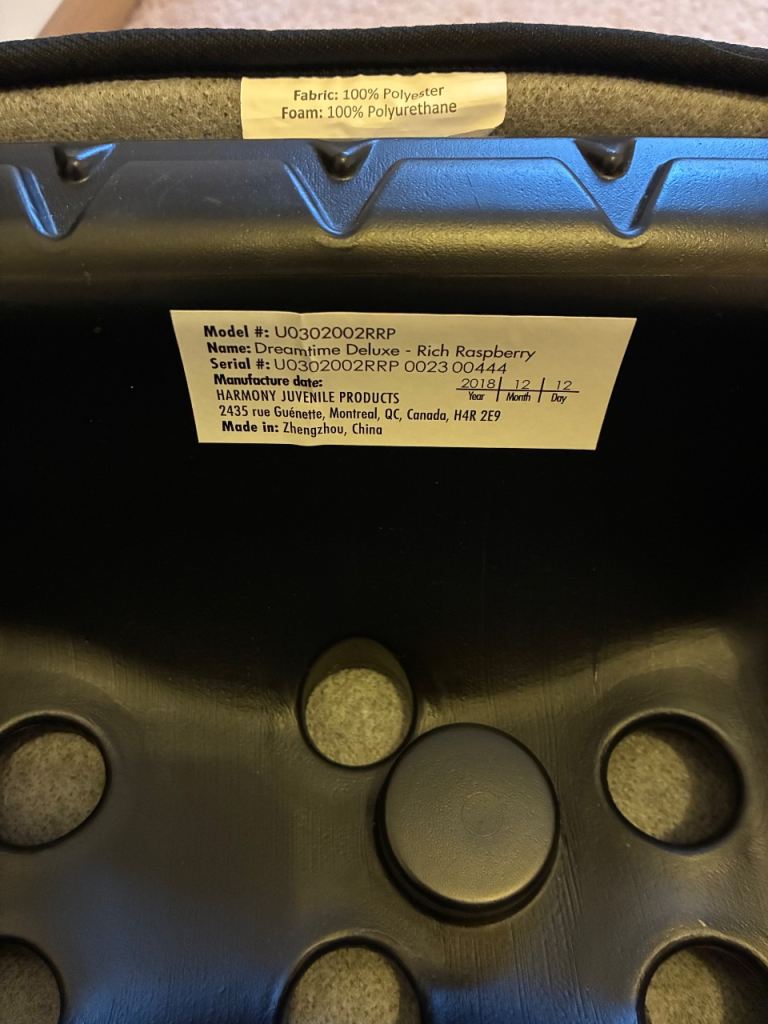 Fabric: 100% Polyester
Foam: 100% Polyurethane
Model #: U0302002RRP
Name: Dreamtime Deluxe - Rich Raspberry
Serial #: U0302002RRP 0023 00444
Manufacture date: 2018 | 12 | 12
Year Month Day
HARMONY JUVENILE PRODUCTS
2435 rue Guénette, Montreal, QC, Canada, H4R 2E9
Made in: Zhengzhou, China